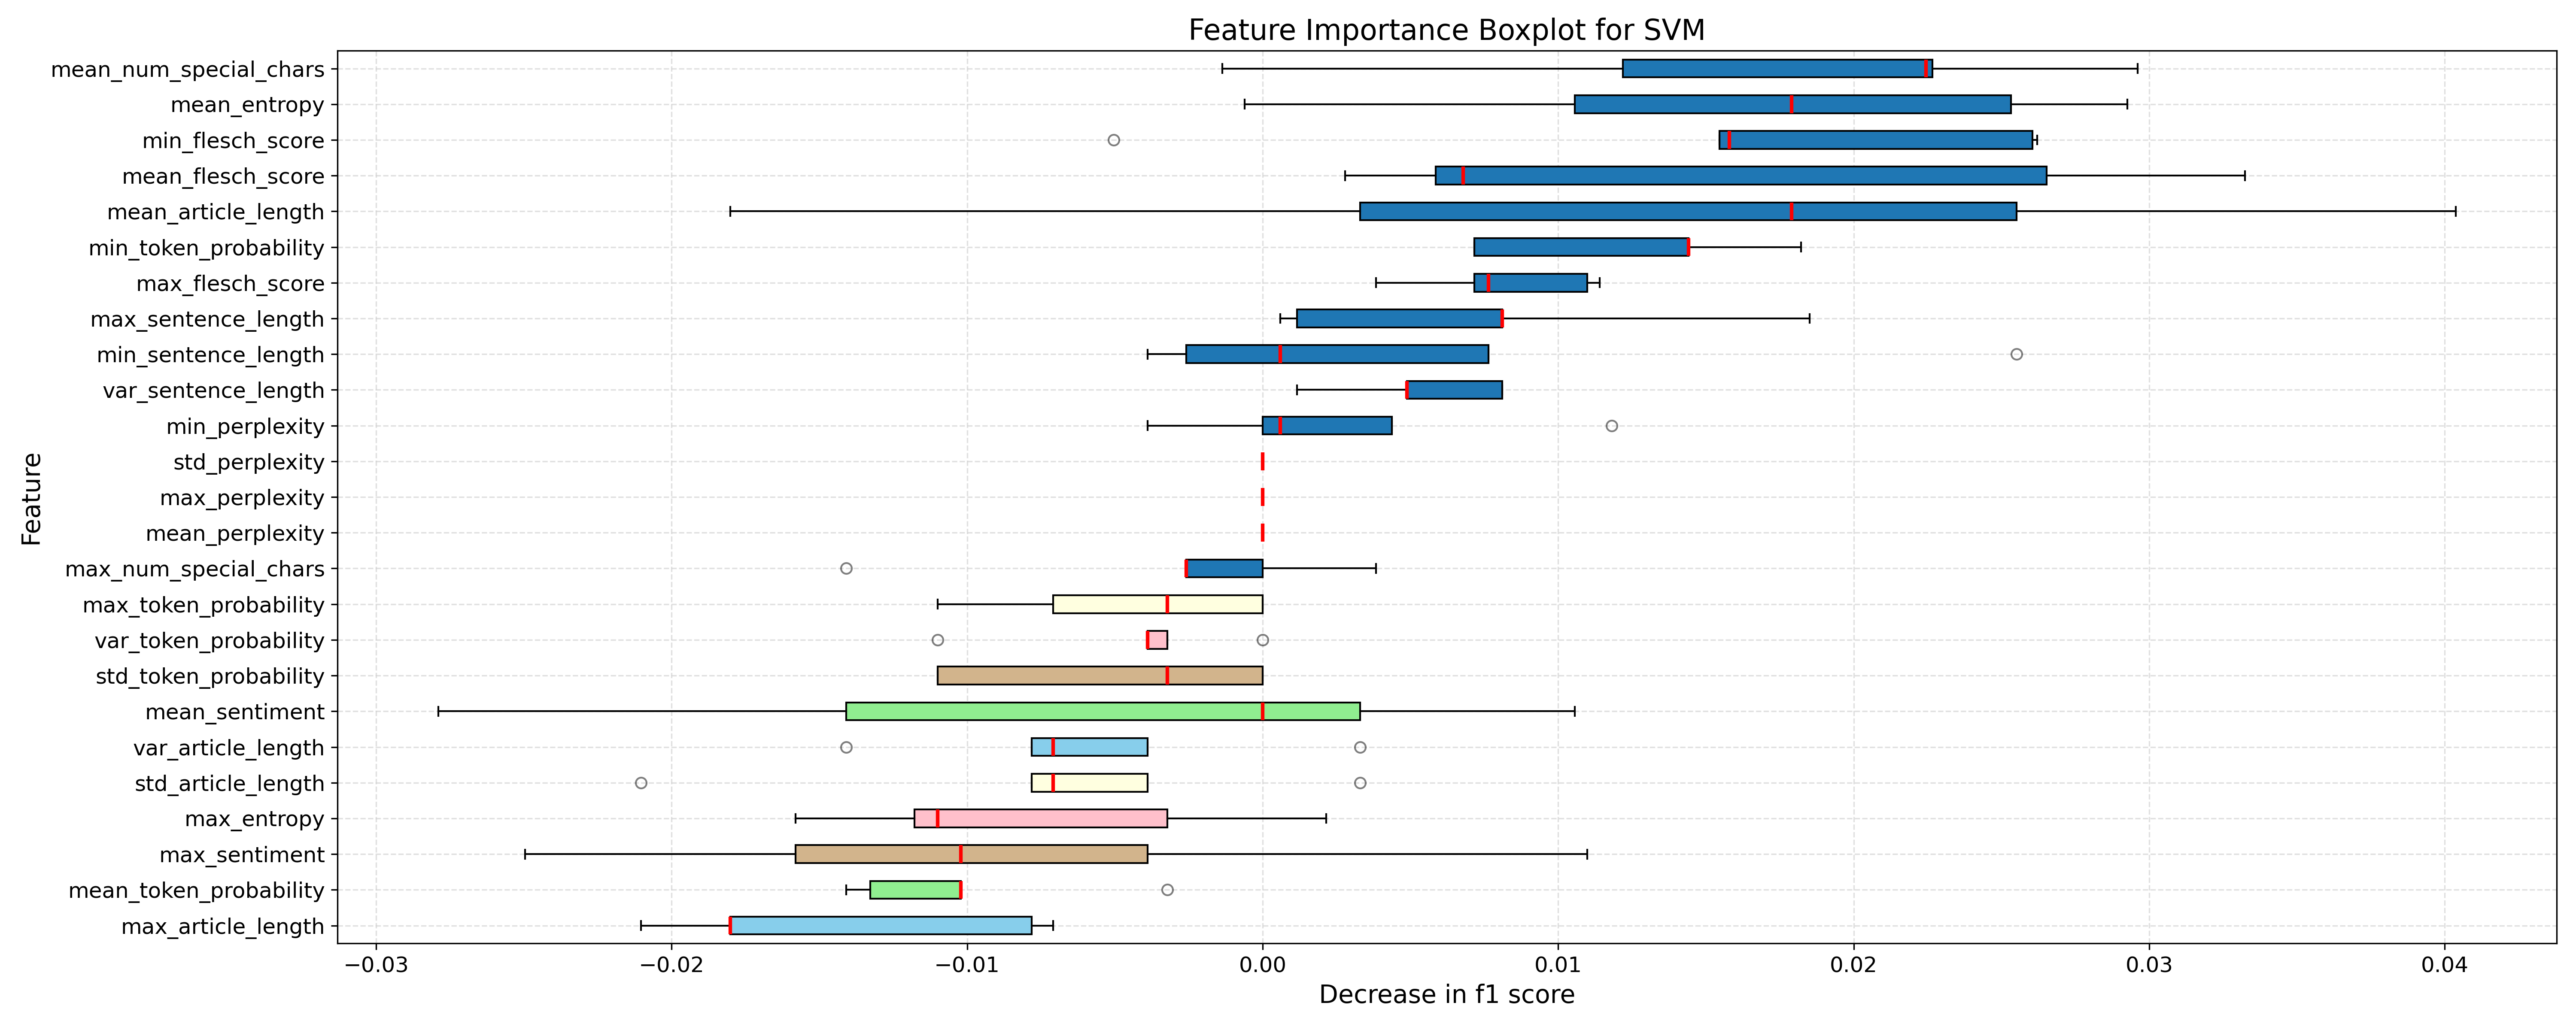 Feature Importance Boxplot for SVM
mean_num_special_chars
mean_entropy
min_flesch_score
mean_flesch_score
mean_article_length
min_token_probability
max_flesch_score
max_sentence_length
min_sentence_length
var_sentence_length
min_perplexity
std_perplexity
max_perplexity
mean_perplexity
max_num_special_chars
max_token_probability
var_token_probability
std_token_probability
mean_sentiment
var_article_length
std_article_length
max_entropy
max_sentiment
mean_token_probability
max_article_length
Feature
−0.03 −0.02 −0.01 0.00 0.01 0.02 0.03 0.04
Decrease in f1 score